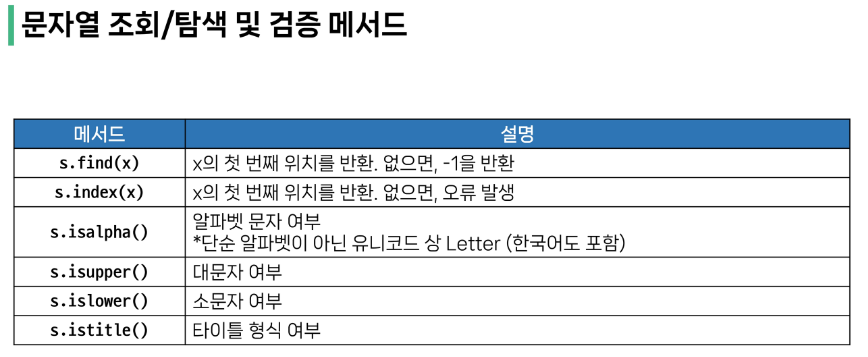 문자열 조회/탐색 및 검증 메서드
메서드 설명
s.find(x) x의 첫 번째 위치를 반환. 없으면, -1을 반환
s.index(x) x의 첫 번째 위치를 반환. 없으면, 오류 발생
s.isalpha() 알파벳 문자 여부
*단순 알파벳이 아닌 유니코드 상 Letter (한국어도 포함)
s.isupper() 대문자 여부
s.islower() 소문자 여부
s.istitle() 타이틀 형식 여부